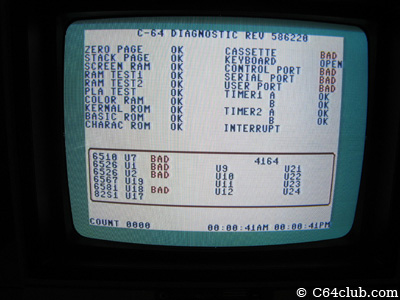 C-64 DIAGNOSTIC REV 586220
ZERO PAGE OK CASSETTE BAD
STACK PAGE OK KEYBOARD OPEN
SCREEN RAM OK CONTROL PORT BAD
RAM TEST1 OK SERIAL PORT BAD
RAM TEST2 OK USER PORT BAD
PLA TEST OK TIMER1 A OK
COLOR RAM OK B OK
KERNAL ROM OK TIMER2 A OK
BASIC ROM OK B OK
CHARAC ROM OK INTERRUPT
6510 U7 BAD 4164
6526 U1 BAD U9 U21
6526 U2 BAD U10 U22
6567 U19 U11 U23
6581 U18 BAD U12 U24
82S1 U17
COUNT 0000 00:00:41AM 00:00:41PM
© C64club.com